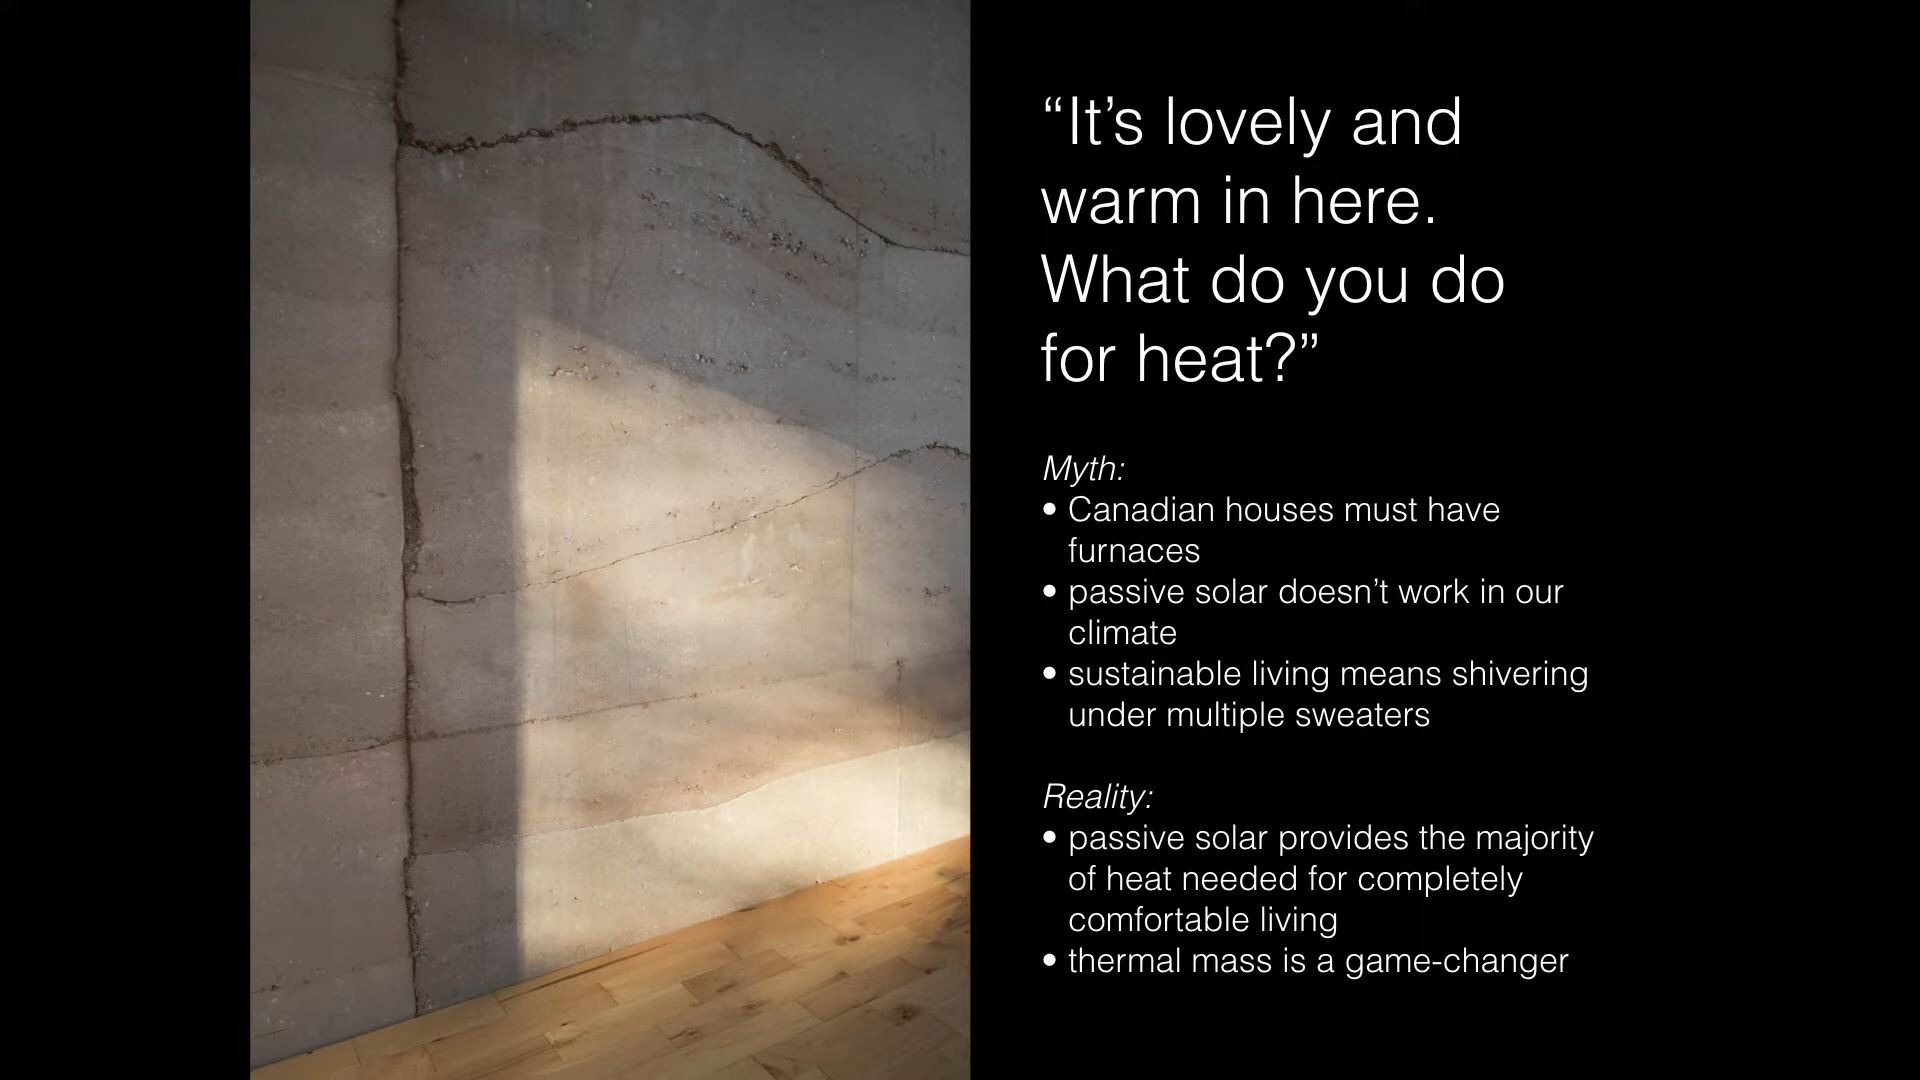 “It’s lovely and
warm in here.
What do you do
for heat?”
Myth:
• Canadian houses must have
furnaces
• passive solar doesn’t work in our
climate
• sustainable living means shivering
under multiple sweaters
Reality:
• passive solar provides the majority
of heat needed for completely
comfortable living
• thermal mass is a game-changer